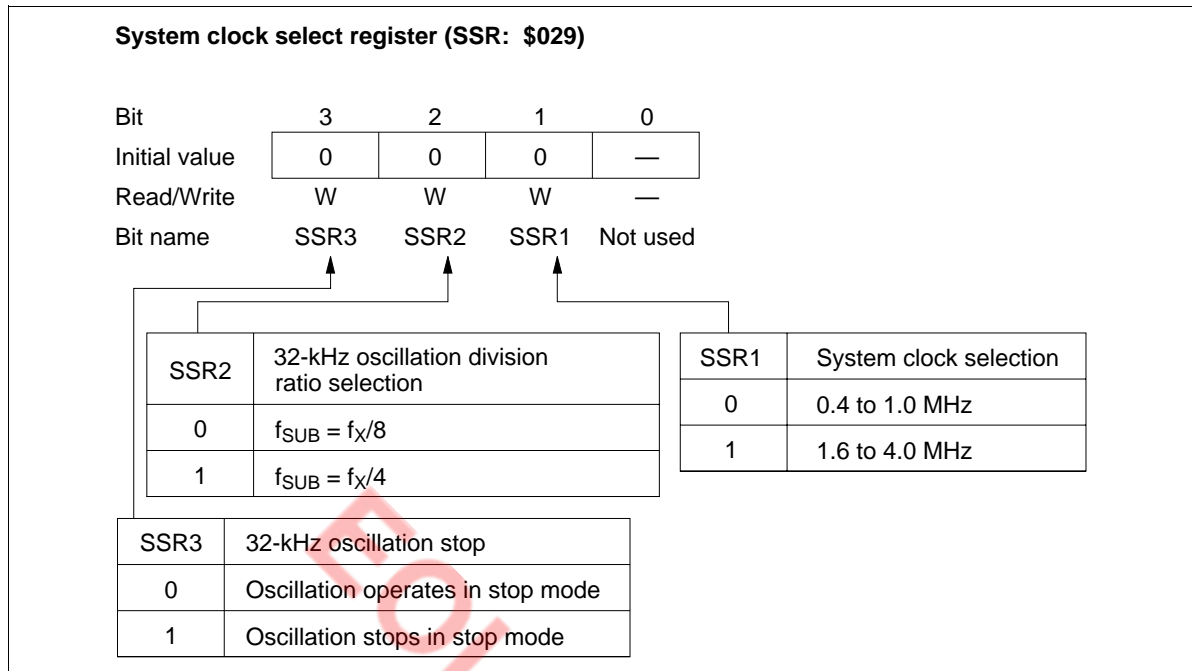 System clock select register (SSR: $029)
Bit 3 2 1 0
Initial value 0 0 0 —
Read/Write W W W —
Bit name SSR3 SSR2 SSR1 Not used
SSR2 32-kHz oscillation division
ratio selection
0 fSUB = fX/8
1 fSUB = fX/4
SSR1 System clock selection
0 0.4 to 1.0 MHz
1 1.6 to 4.0 MHz
SSR3 32-kHz oscillation stop
0 Oscillation operates in stop mode
1 Oscillation stops in stop mode